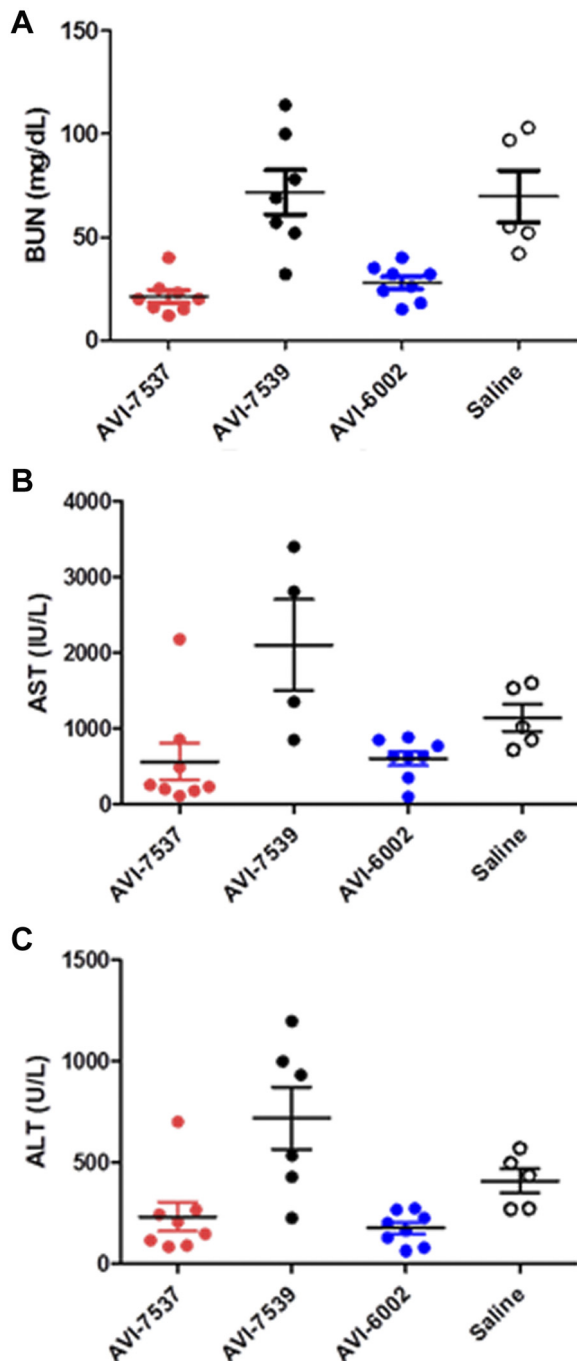 A
BUN (mg/dL)
150
100
50
0
AVI-7537
AVI-7539
AVI-6002
Saline
B
AST (IU/L)
4000
3000
2000
1000
0
AVI-7537
AVI-7539
AVI-6002
Saline
C
ALT (U/L)
1500
1000
500
0
AVI-7537
AVI-7539
AVI-6002
Saline